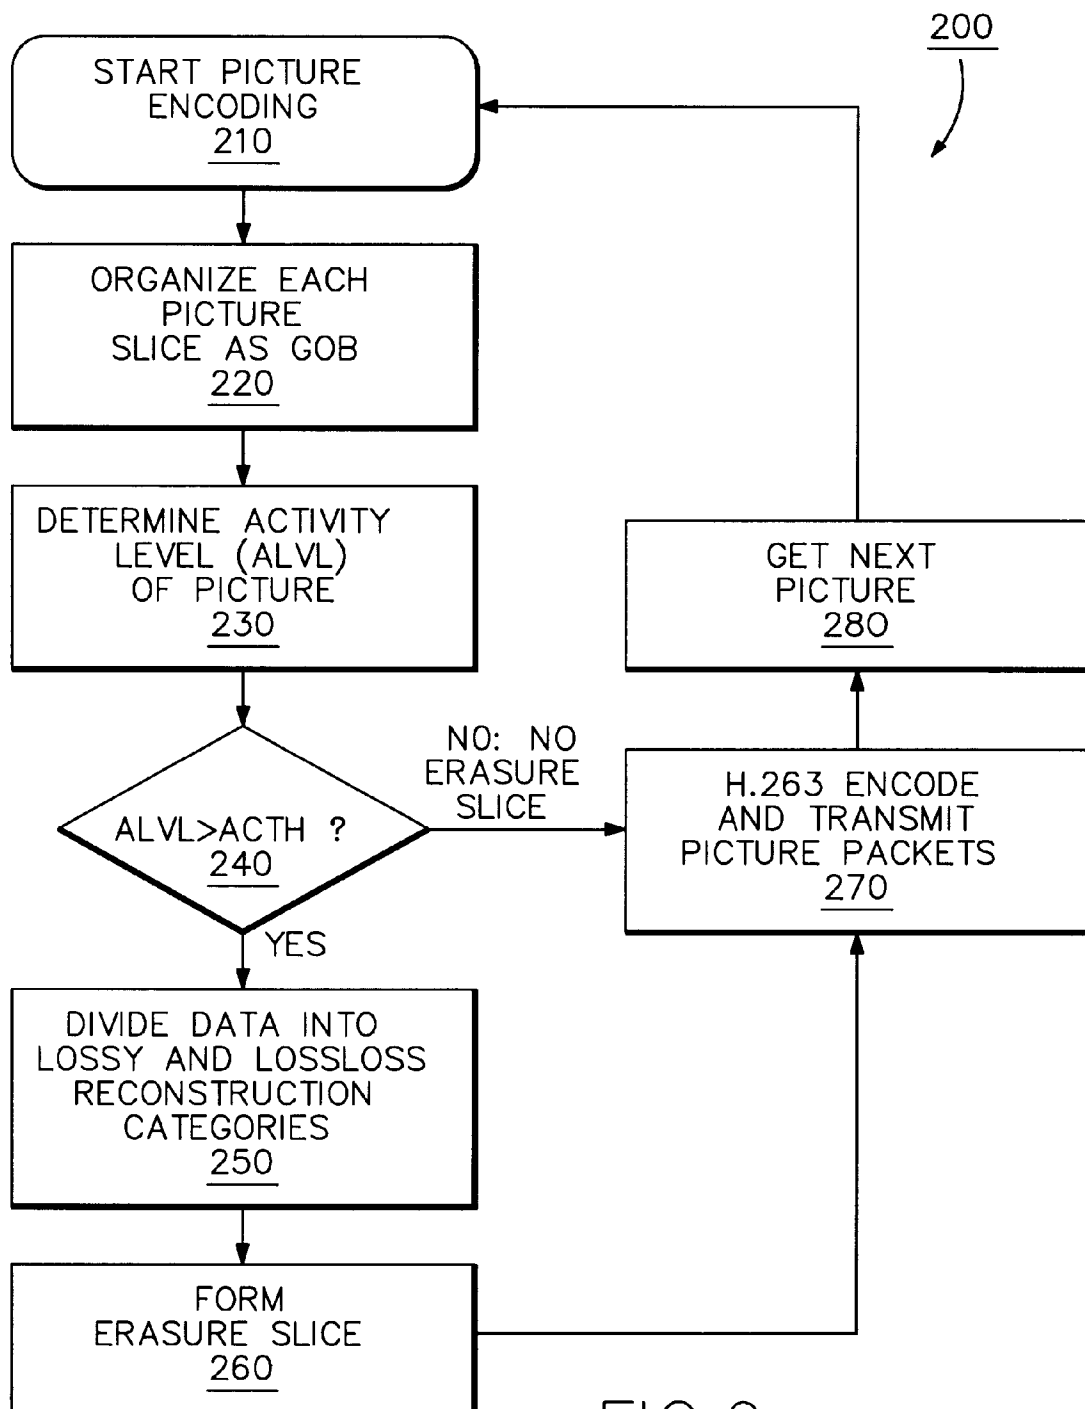 200
START PICTURE
ENCODING
210
ORGANIZE EACH
PICTURE
SLICE AS GOB
220
DETERMINE ACTIVITY
LEVEL (ALVL)
OF PICTURE
230
ALVL>ACTH ?
240
NO: NO
ERASURE
SLICE
YES
DIVIDE DATA INTO
LOSSY AND LOSSLOSS
RECONSTRUCTION
CATEGORIES
250
FORM
ERASURE SLICE
260
H.263 ENCODE
AND TRANSMIT
PICTURE PACKETS
270
GET NEXT
PICTURE
280